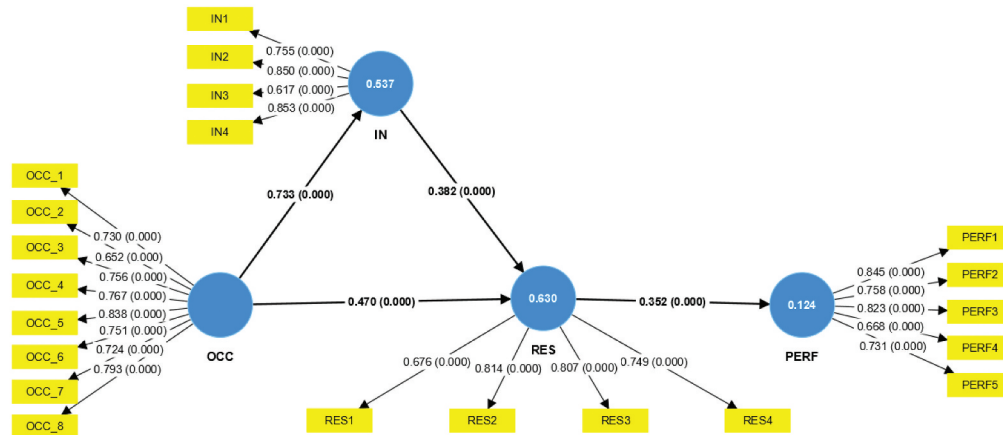 IN1
IN2
IN3
IN4
0.755 (0.000)
0.850 (0.000)
0.617 (0.000)
0.853 (0.000)
0.537
IN
0.733 (0.000)
0.382 (0.000)
OCC_1
OCC_2
OCC_3
OCC_4
OCC_5
OCC_6
OCC_7
OCC_8
0.730 (0.000)
0.652 (0.000)
0.756 (0.000)
0.767 (0.000)
0.838 (0.000)
0.751 (0.000)
0.724 (0.000)
0.793 (0.000)
OCC
0.470 (0.000)
0.630
RES
0.352 (0.000)
0.124
PERF
0.845 (0.000)
0.758 (0.000)
0.823 (0.000)
0.668 (0.000)
0.731 (0.000)
PERF1
PERF2
PERF3
PERF4
PERF5
0.676 (0.000)
0.814 (0.000)
0.807 (0.000)
0.749 (0.000)
RES1
RES2
RES3
RES4